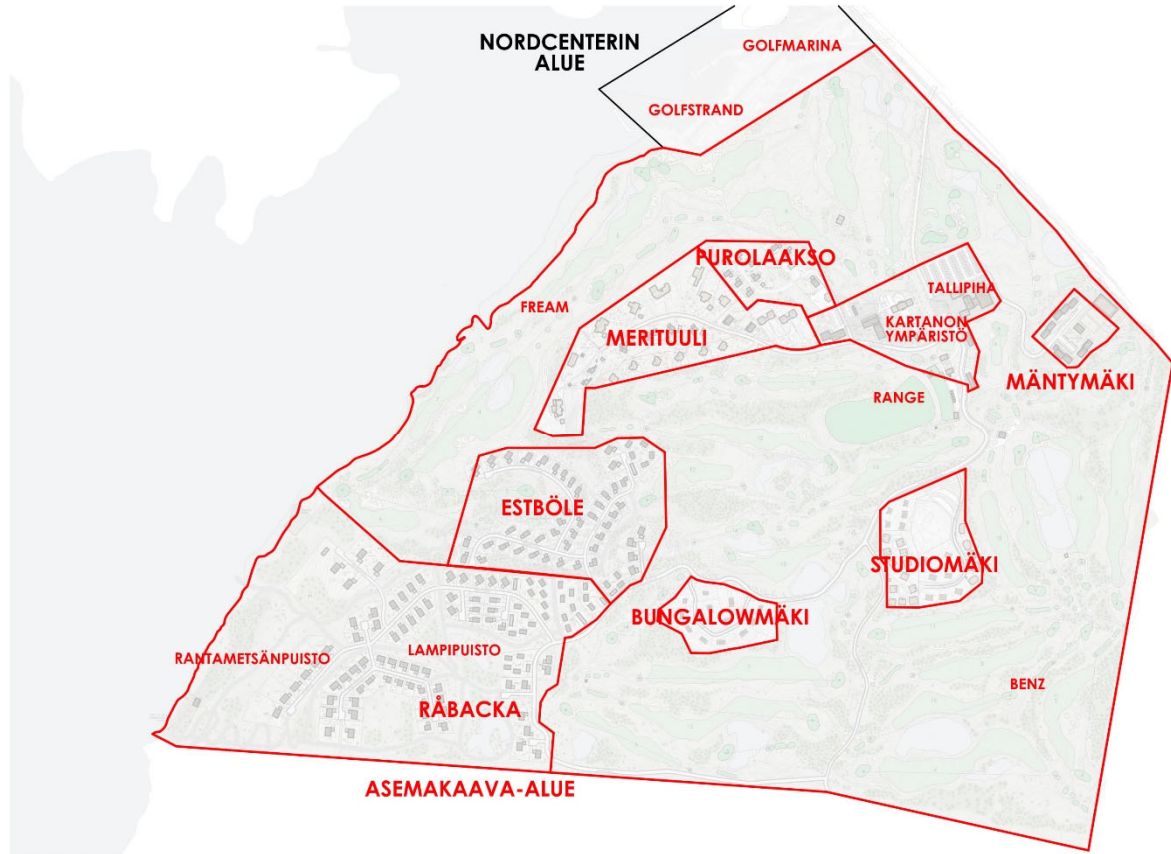 NORDCENTERIN
ALUE
GOLFMARINA
GOLFSTRAND
PUROLAAKSO
TALLIPIHA
FREAM
KARTANON
YMPÄRISTÖ
MERITUULI
MÄNTYMÄKI
RANGE
ESTBÖLE
STUDIOMÄKI
BUNGALOWMÄKI
LAMPIPUISTO
RANTAMETSÄNPUISTO
BENZ
RÅBACKA
ASEMAKAAVA-ALUE